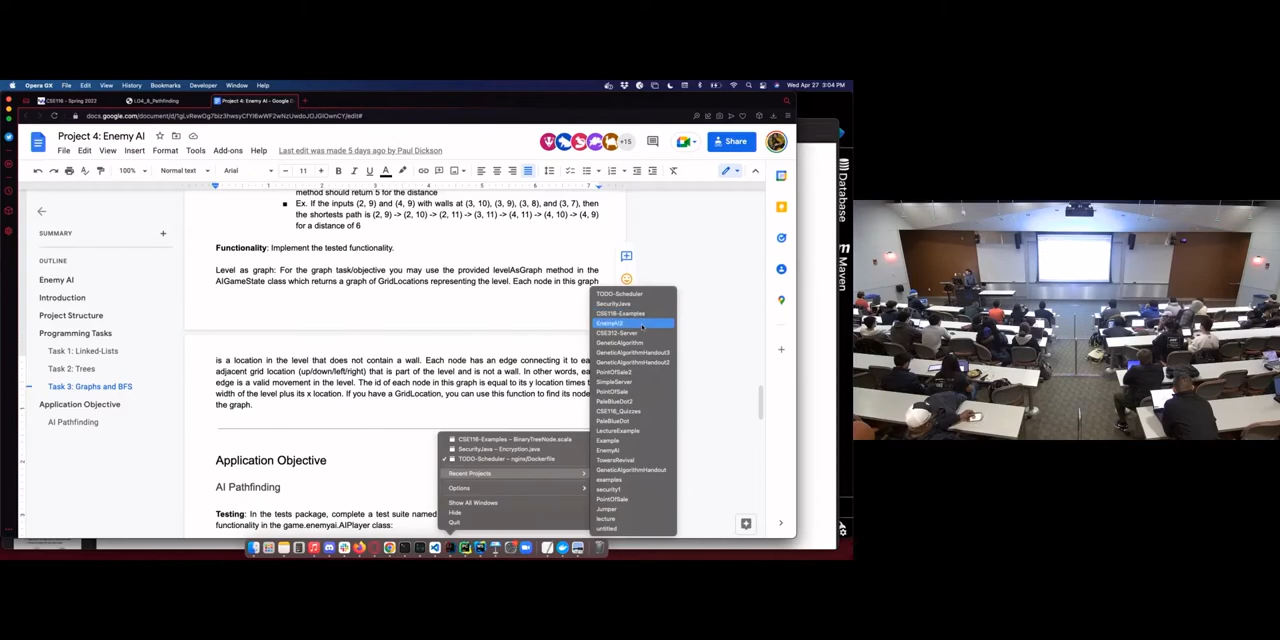 Opera GX File Edit View History Bookmarks Developer Window Help
Wed Apr 27 3:04 PM
CSE116 - Spring 2022
L04_8_Pathfinding
Project 4: Enemy AI - Google D
Project 4: Enemy AI
File Edit View Insert Format Tools Add-ons Help
Last edit was made 5 days ago by Paul Dickson
+15
Share
100% Normal text Arial 11
method should return 5 for the distance
Ex. If the inputs (2, 9) and (4, 9) with walls at (3, 10), (3, 9), (3, 8), and (3, 7), then
the shortests path is (2, 9) -> (2, 10) -> (2, 11) -> (3, 11) -> (4, 11) -> (4, 10) -> (4, 9)
for a distance of 6
Functionality: Implement the tested functionality.
Level as graph: For the graph task/objective you may use the provided levelAsGraph method in the
AIGameState class which returns a graph of GridLocations representing the level. Each node in this graph
is a location in the level that does not contain a wall. Each node has an edge connecting it to ea
adjacent grid location (up/down/left/right) that is part of the level and is not a wall. In other words, ea
edge is a valid movement in the level. The id of each node in this graph is equal to its y location times
width of the level plus its x location. If you have a GridLocation, you can use this function to find its node
the graph.
Application Objective
AI Pathfinding
Testing: In the tests package, complete a test suite named
functionality in the game.enemyai.AIPlayer class:
SUMMARY
OUTLINE
Enemy AI
Introduction
Project Structure
Programming Tasks
Task 1: Linked-Lists
Task 2: Trees
Task 3: Graphs and BFS
Application Objective
AI Pathfinding
CSE116-Examples – BinaryTreeNode.scala
SecurityJava – Encryption.java
TODO-Scheduler – nginx/Dockerfile
Recent Projects
Options
Show All Windows
Hide
Quit
TODO-Scheduler
SecurityJava
CSE116-Examples
EnemyAI2
CSE312-Server
GeneticAlgorithm
GeneticAlgorithmHandout3
GeneticAlgorithmHandout2
PointOfSale2
SimpleServer
PointOfSale
PaleBlueDot2
CSE116_Quizzes
PaleBlueDot
LectureExample
Example
EnemyAI
TowersRevival
GeneticAlgorithmHandout
examples
security1
PointOfSale
Jumper
lecture
untitled
Database
Maven